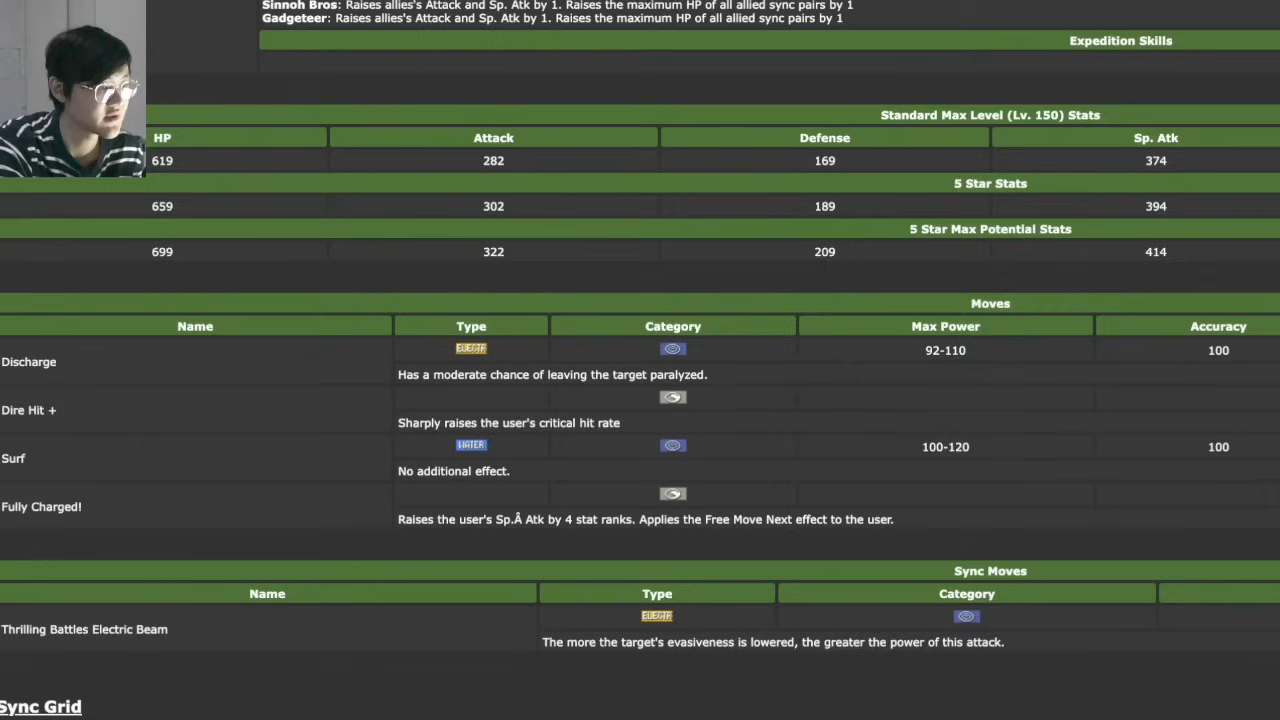 Sinnoh Bros: Raises allies's Attack and Sp. Atk by 1. Raises the maximum HP of all allied sync pairs by 1
Gadgeteer: Raises allies's Attack and Sp. Atk by 1. Raises the maximum HP of all allied sync pairs by 1
Expedition Skills
Standard Max Level (Lv. 150) Stats
HP Attack Defense Sp. Atk
619 282 169 374
5 Star Stats
659 302 189 394
5 Star Max Potential Stats
699 322 209 414
Moves
Name Type Category Max Power Accuracy
Discharge ELECTR 92-110 100
Has a moderate chance of leaving the target paralyzed.
Dire Hit +
Sharply raises the user's critical hit rate
Surf WATER 100-120 100
No additional effect.
Fully Charged!
Raises the user's Sp.Â Atk by 4 stat ranks. Applies the Free Move Next effect to the user.
Sync Moves
Name Type Category
Thrilling Battles Electric Beam ELECTR
The more the target's evasiveness is lowered, the greater the power of this attack.
Sync Grid